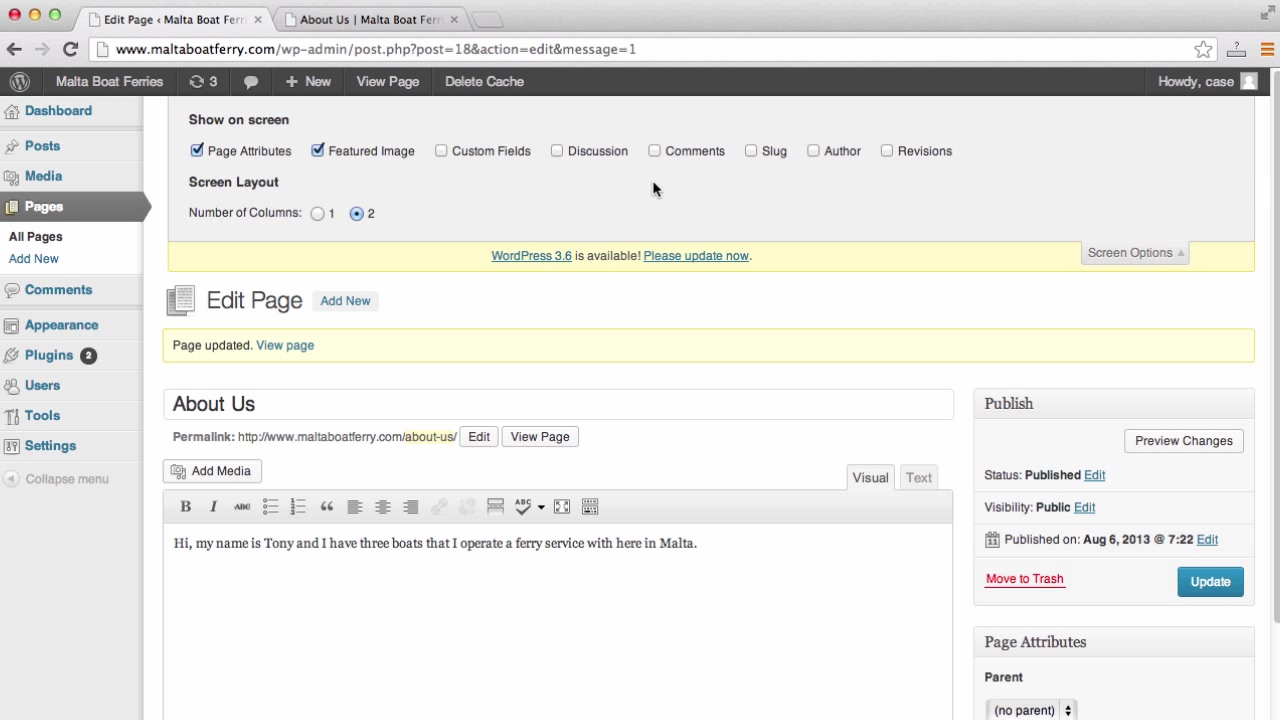 Edit Page ‹ Malta Boat Ferri
About Us | Malta Boat Ferri
www.maltaboatferry.com/wp-admin/post.php?post=18&action=edit&message=1
Malta Boat Ferries 3 New View Page Delete Cache Howdy, case
Dashboard
Posts
Media
Pages
All Pages
Add New
Comments
Appearance
Plugins 2
Users
Tools
Settings
Collapse menu
Show on screen
Page Attributes Featured Image Custom Fields Discussion Comments Slug Author Revisions
Screen Layout
Number of Columns: 1 2
WordPress 3.6 is available! Please update now.
Screen Options
Edit Page Add New
Page updated. View page
About Us
Permalink: http://www.maltaboatferry.com/about-us/ Edit View Page
Add Media
Visual Text
B I ABC ABC
Hi, my name is Tony and I have three boats that I operate a ferry service with here in Malta.
Publish
Preview Changes
Status: Published Edit
Visibility: Public Edit
Published on: Aug 6, 2013 @ 7:22 Edit
Move to Trash Update
Page Attributes
Parent
(no parent)